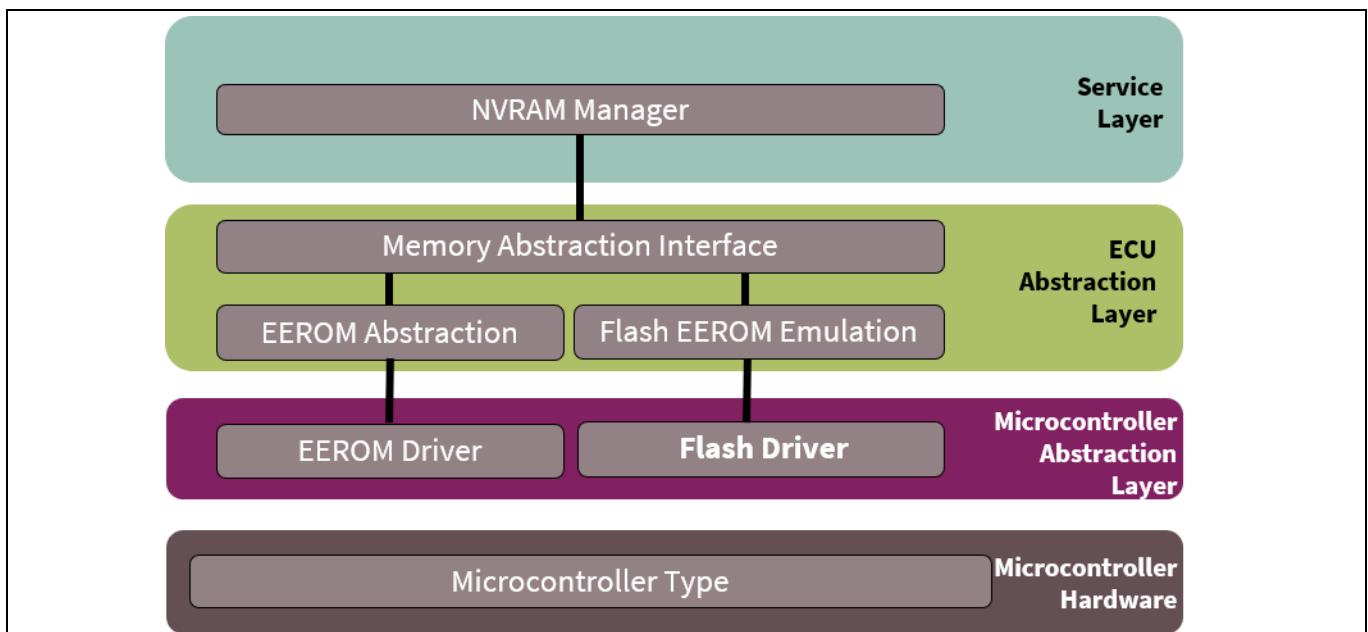 NVRAM Manager
Service
Layer
Memory Abstraction Interface
ECU
Abstraction
Layer
EEROM Abstraction
Flash EEROM Emulation
EEROM Driver
Flash Driver
Microcontroller
Abstraction
Layer
Microcontroller Type
Microcontroller
Hardware